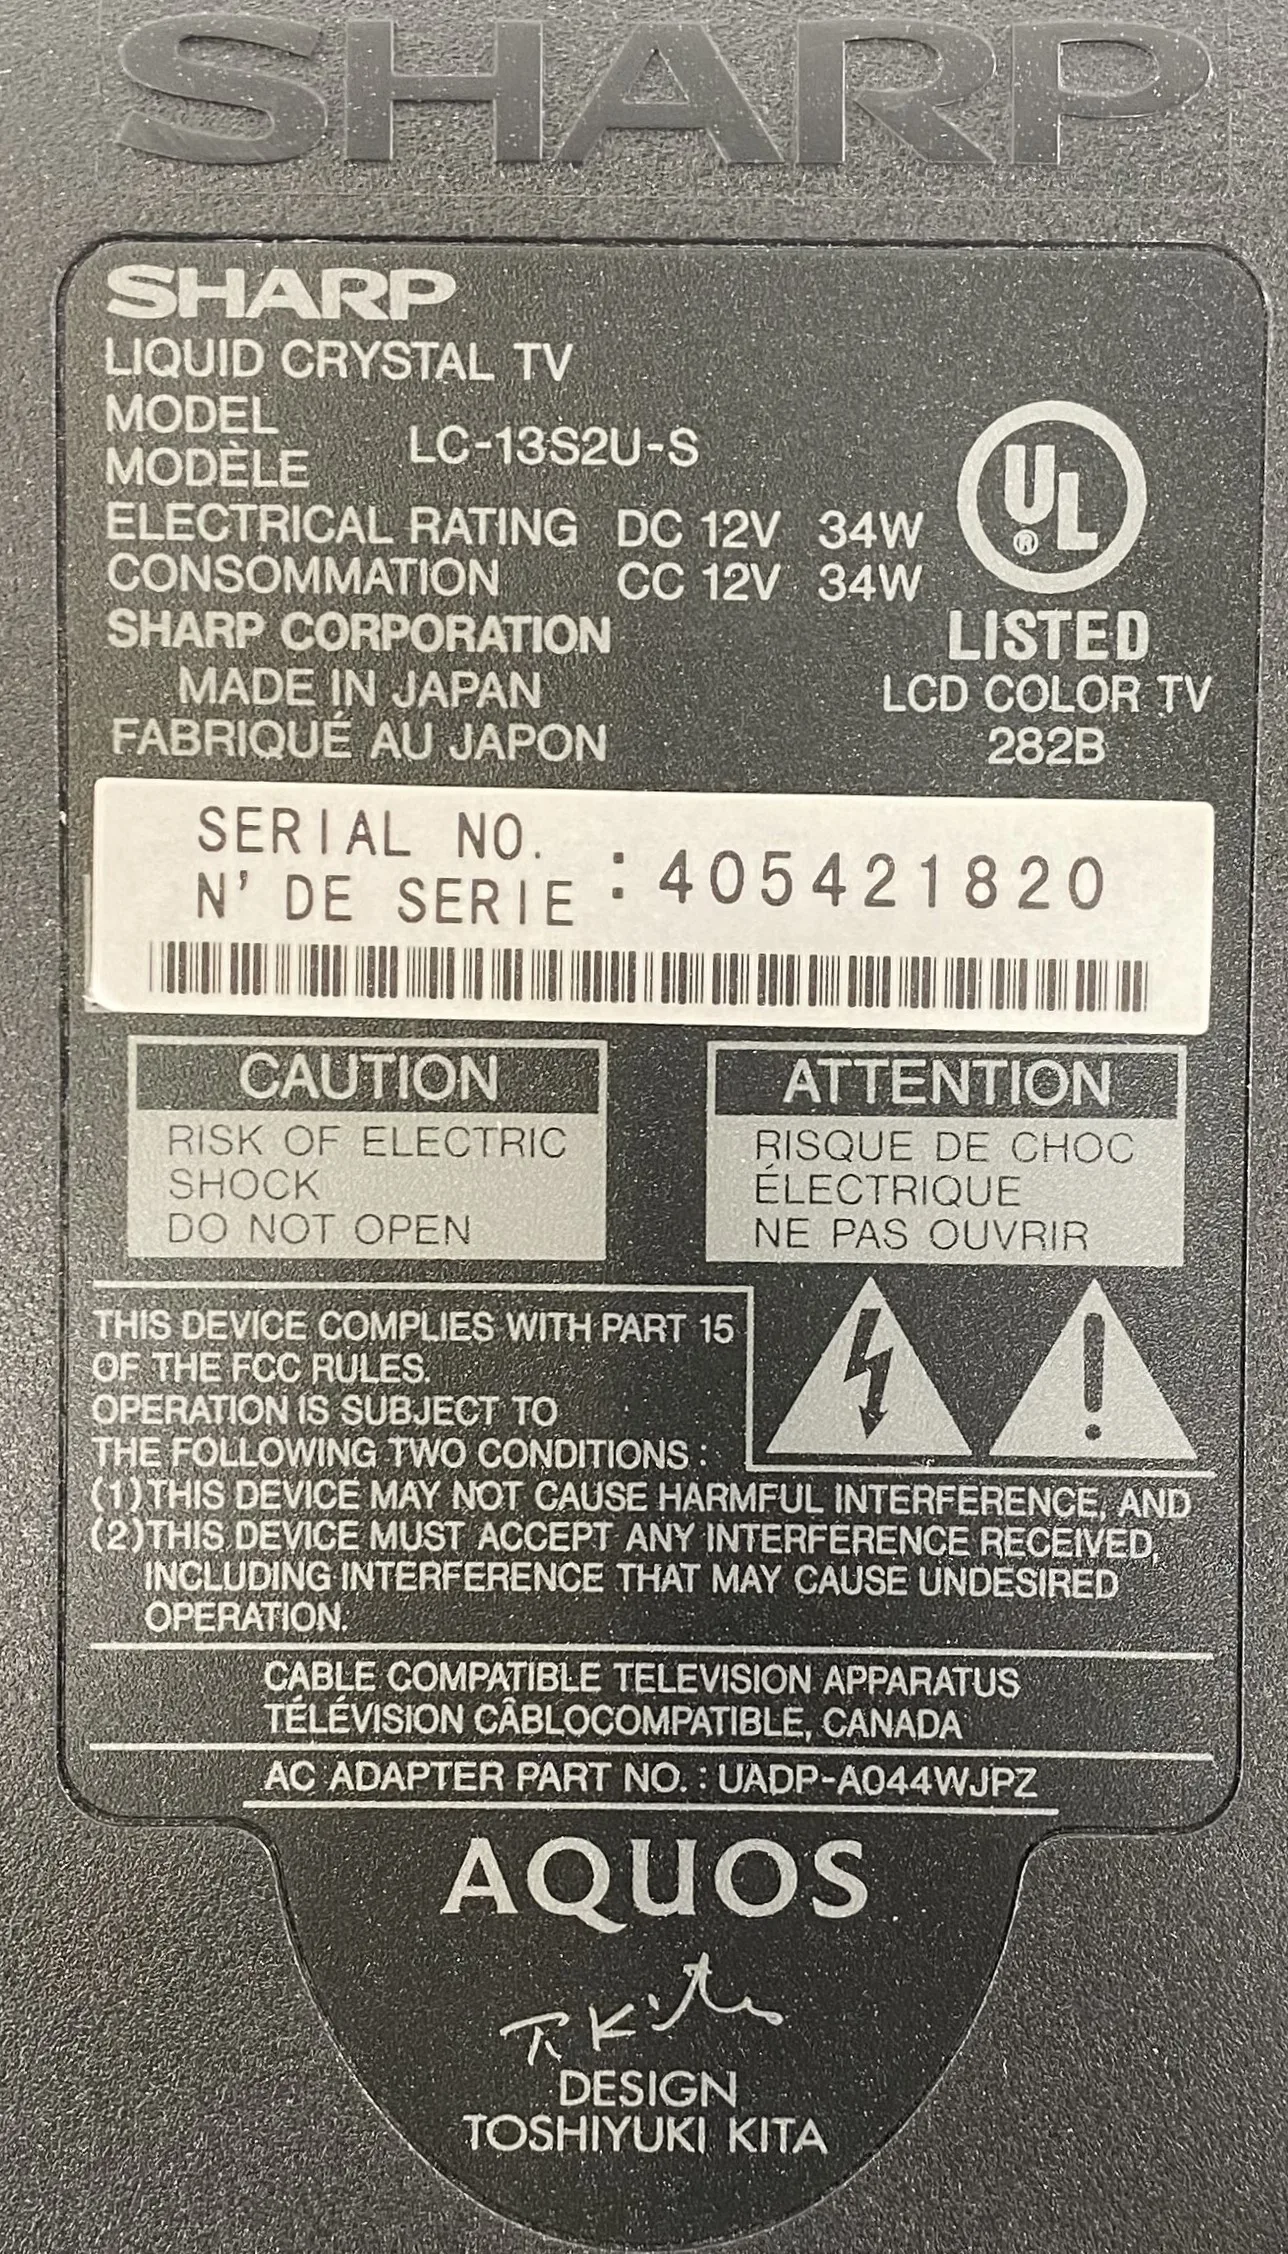 SHARP
SHARP
LIQUID CRYSTAL TV
MODEL
MODÈLE
LC-13S2U-S
ELECTRICAL RATING DC 12V 34W
CONSOMMATION CC 12V 34W
SHARP CORPORATION
MADE IN JAPAN
FABRIQUÉ AU JAPON
UL
®
LISTED
LCD COLOR TV
282B
SERIAL NO.
N' DE SERIE
: 405421820
CAUTION
RISK OF ELECTRIC
SHOCK
DO NOT OPEN
ATTENTION
RISQUE DE CHOC
ÉLECTRIQUE
NE PAS OUVRIR
THIS DEVICE COMPLIES WITH PART 15
OF THE FCC RULES.
OPERATION IS SUBJECT TO
THE FOLLOWING TWO CONDITIONS :
(1)THIS DEVICE MAY NOT CAUSE HARMFUL INTERFERENCE, AND
(2)THIS DEVICE MUST ACCEPT ANY INTERFERENCE RECEIVED,
INCLUDING INTERFERENCE THAT MAY CAUSE UNDESIRED
OPERATION.
CABLE COMPATIBLE TELEVISION APPARATUS
TÉLÉVISION CÂBLOCOMPATIBLE, CANADA
AC ADAPTER PART NO. : UADP-A044WJPZ
AQUOS
T. Kita
DESIGN
TOSHIYUKI KITA